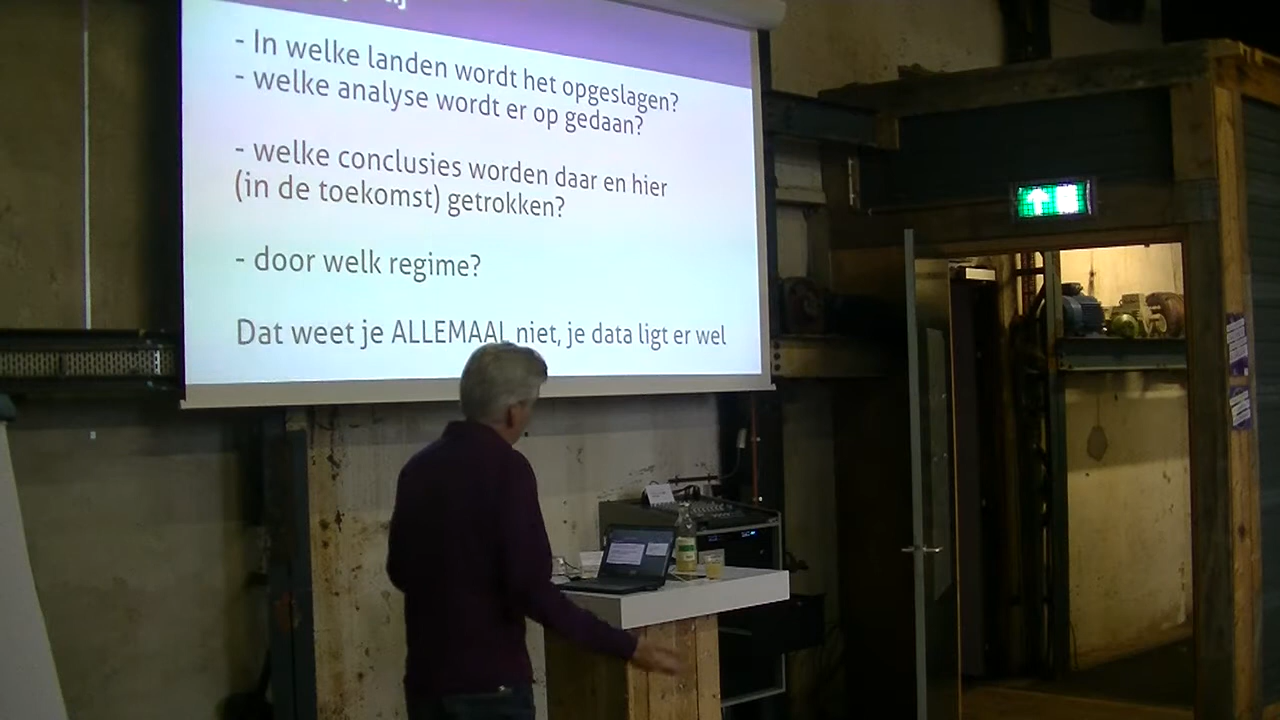 - In welke landen wordt het opgeslagen?
- welke analyse wordt er op gedaan?
- welke conclusies worden daar en hier
(in de toekomst) getrokken?
- door welk regime?
Dat weet je ALLEMAAL niet, je data ligt er wel